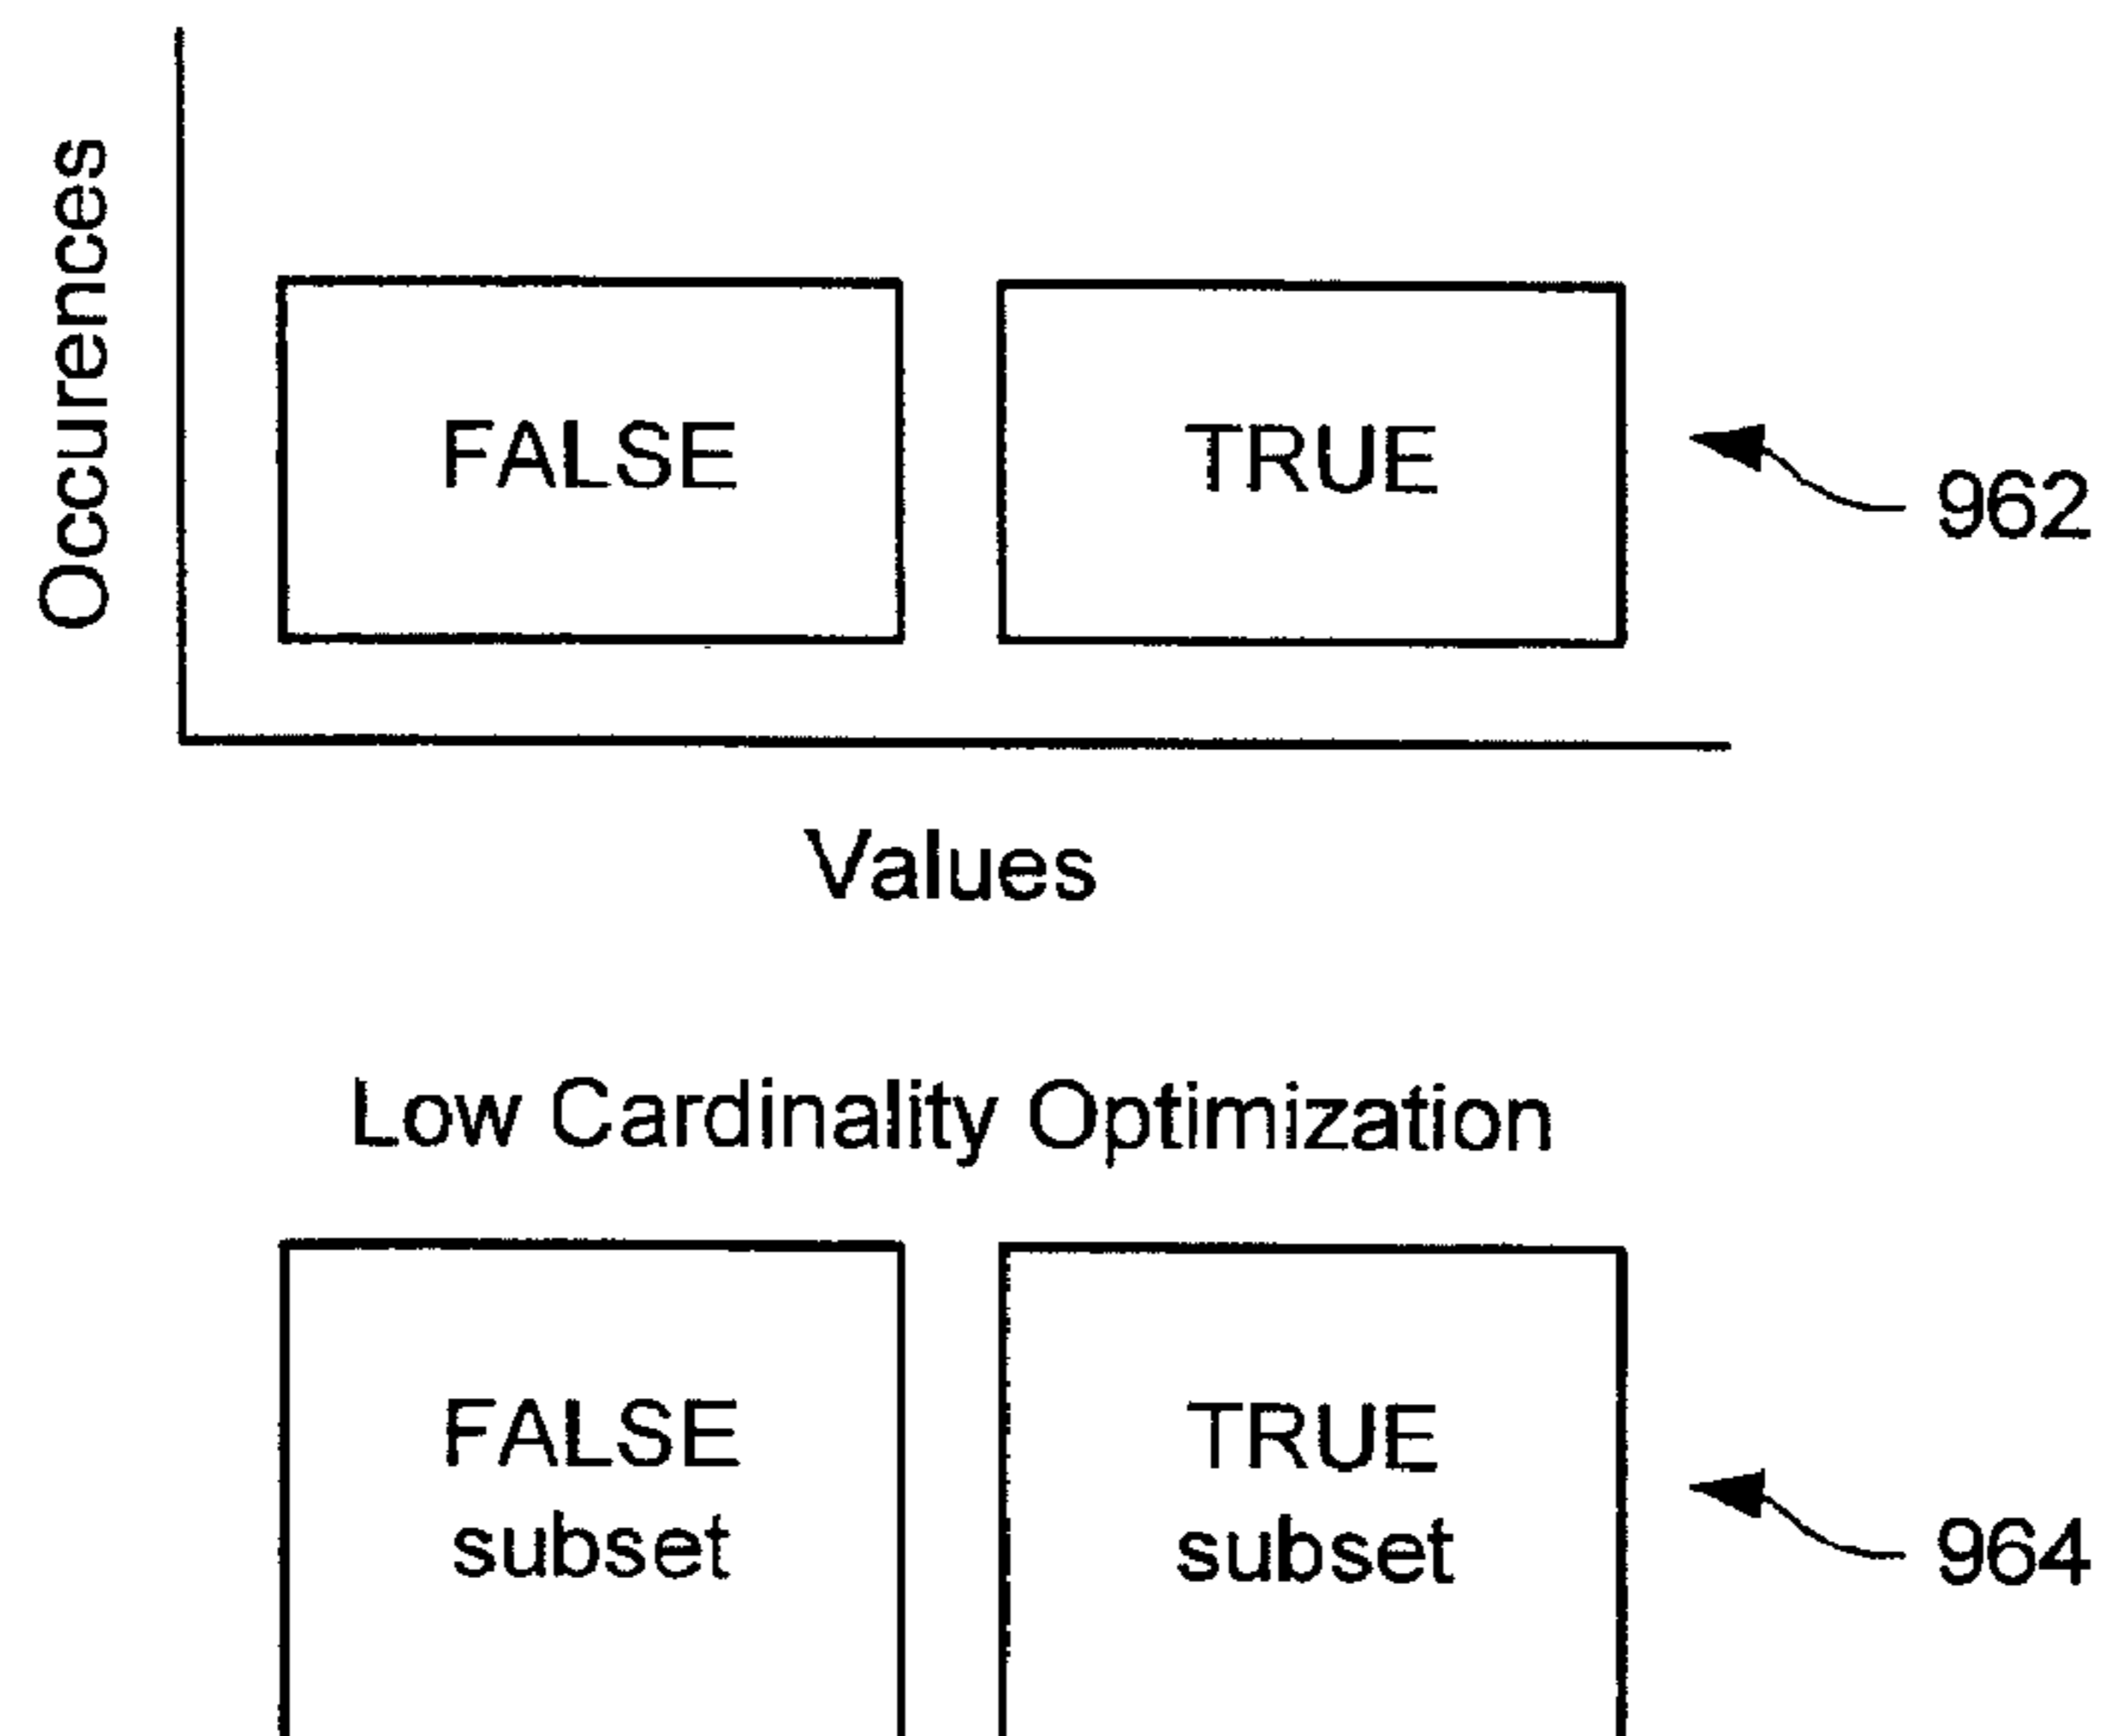 Occurences
FALSE
TRUE
962
Values
Low Cardinality Optimization
FALSE
subset
TRUE
subset
964